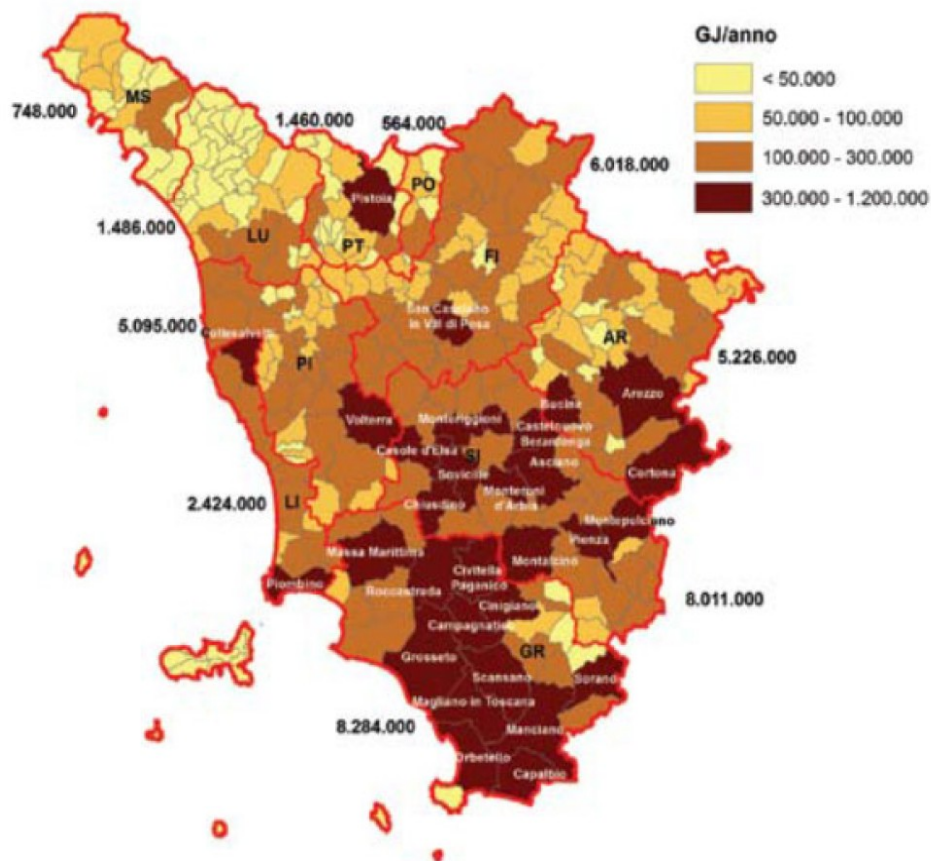 GJ/anno
< 50.000
50.000 - 100.000
100.000 - 300.000
300.000 - 1.200.000
MS
748.000
1.460.000
564.000
6.018.000
PO
Pistoia
1.486.000
LU
PT
FI
San Casciano
in Val di Pesa
5.095.000
Collesalvetti
AR
5.226.000
PI
Arezzo
Volterra
Monteriggioni
Bucine
Castelnuovo
Berardenga
Casole d'Elsa
SI
Asciano
Cortona
Sovicille
2.424.000
LI
Chiusdino
Monteroni
d'Arbia
Montepulciano
Pienza
Massa Marittima
Montalcino
Civitella
Paganico
Piombino
Roccastrada
8.011.000
Cinigiano
Campagnatico
GR
Grosseto
Scansano
Sorano
Magliano in Toscana
8.284.000
Manciano
Orbetello
Capalbio